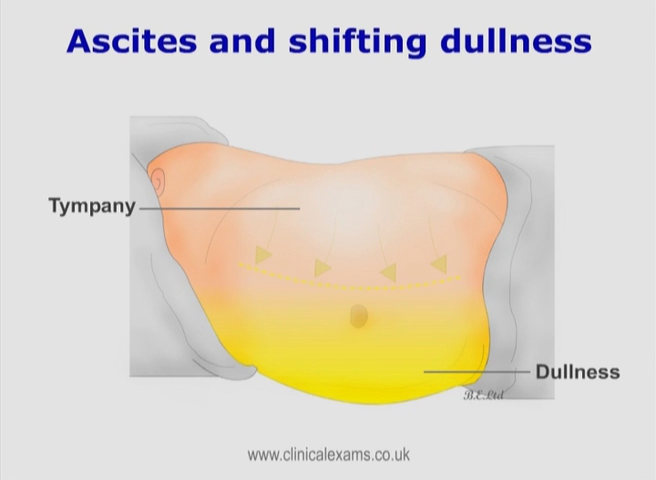 Ascites and shifting dullness
Tympany
Dullness
B.E.Ltd
www.clinicalexams.co.uk